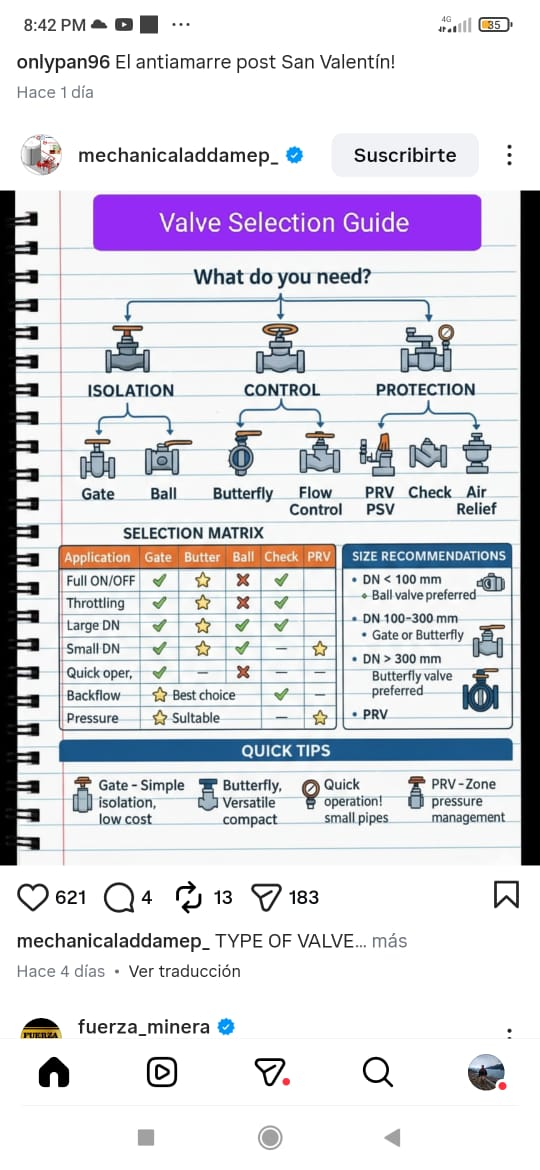 8:42 PM
4G
35
onlypan96 El antiamarre post San Valentín!
Hace 1 día
mechanicaladdamep_
Suscribirte
Valve Selection Guide
What do you need?
ISOLATION CONTROL PROTECTION
Gate Ball Butterfly Flow Control PRV PSV Check Air Relief
SELECTION MATRIX
Application Gate Butter Ball Check PRV
Full ON/OFF
Throttling
Large DN
Small DN
Quick oper,
Backflow Best choice
Pressure Sultable
SIZE RECOMMENDATIONS
• DN < 100 mm
Ball valve preferred
• DN 100-300 mm
• Gate or Butterfly
• DN > 300 mm
Butterfly valve
preferred
• PRV
QUICK TIPS
Gate - Simple
isolation,
low cost
Butterfly,
Versatile
compact
Quick
operation!
small pipes
PRV - Zone
pressure
management
621 4 13 183
mechanicaladdamep_ TYPE OF VALVE... más
Hace 4 días • Ver traducción
FUERZA
fuerza_minera